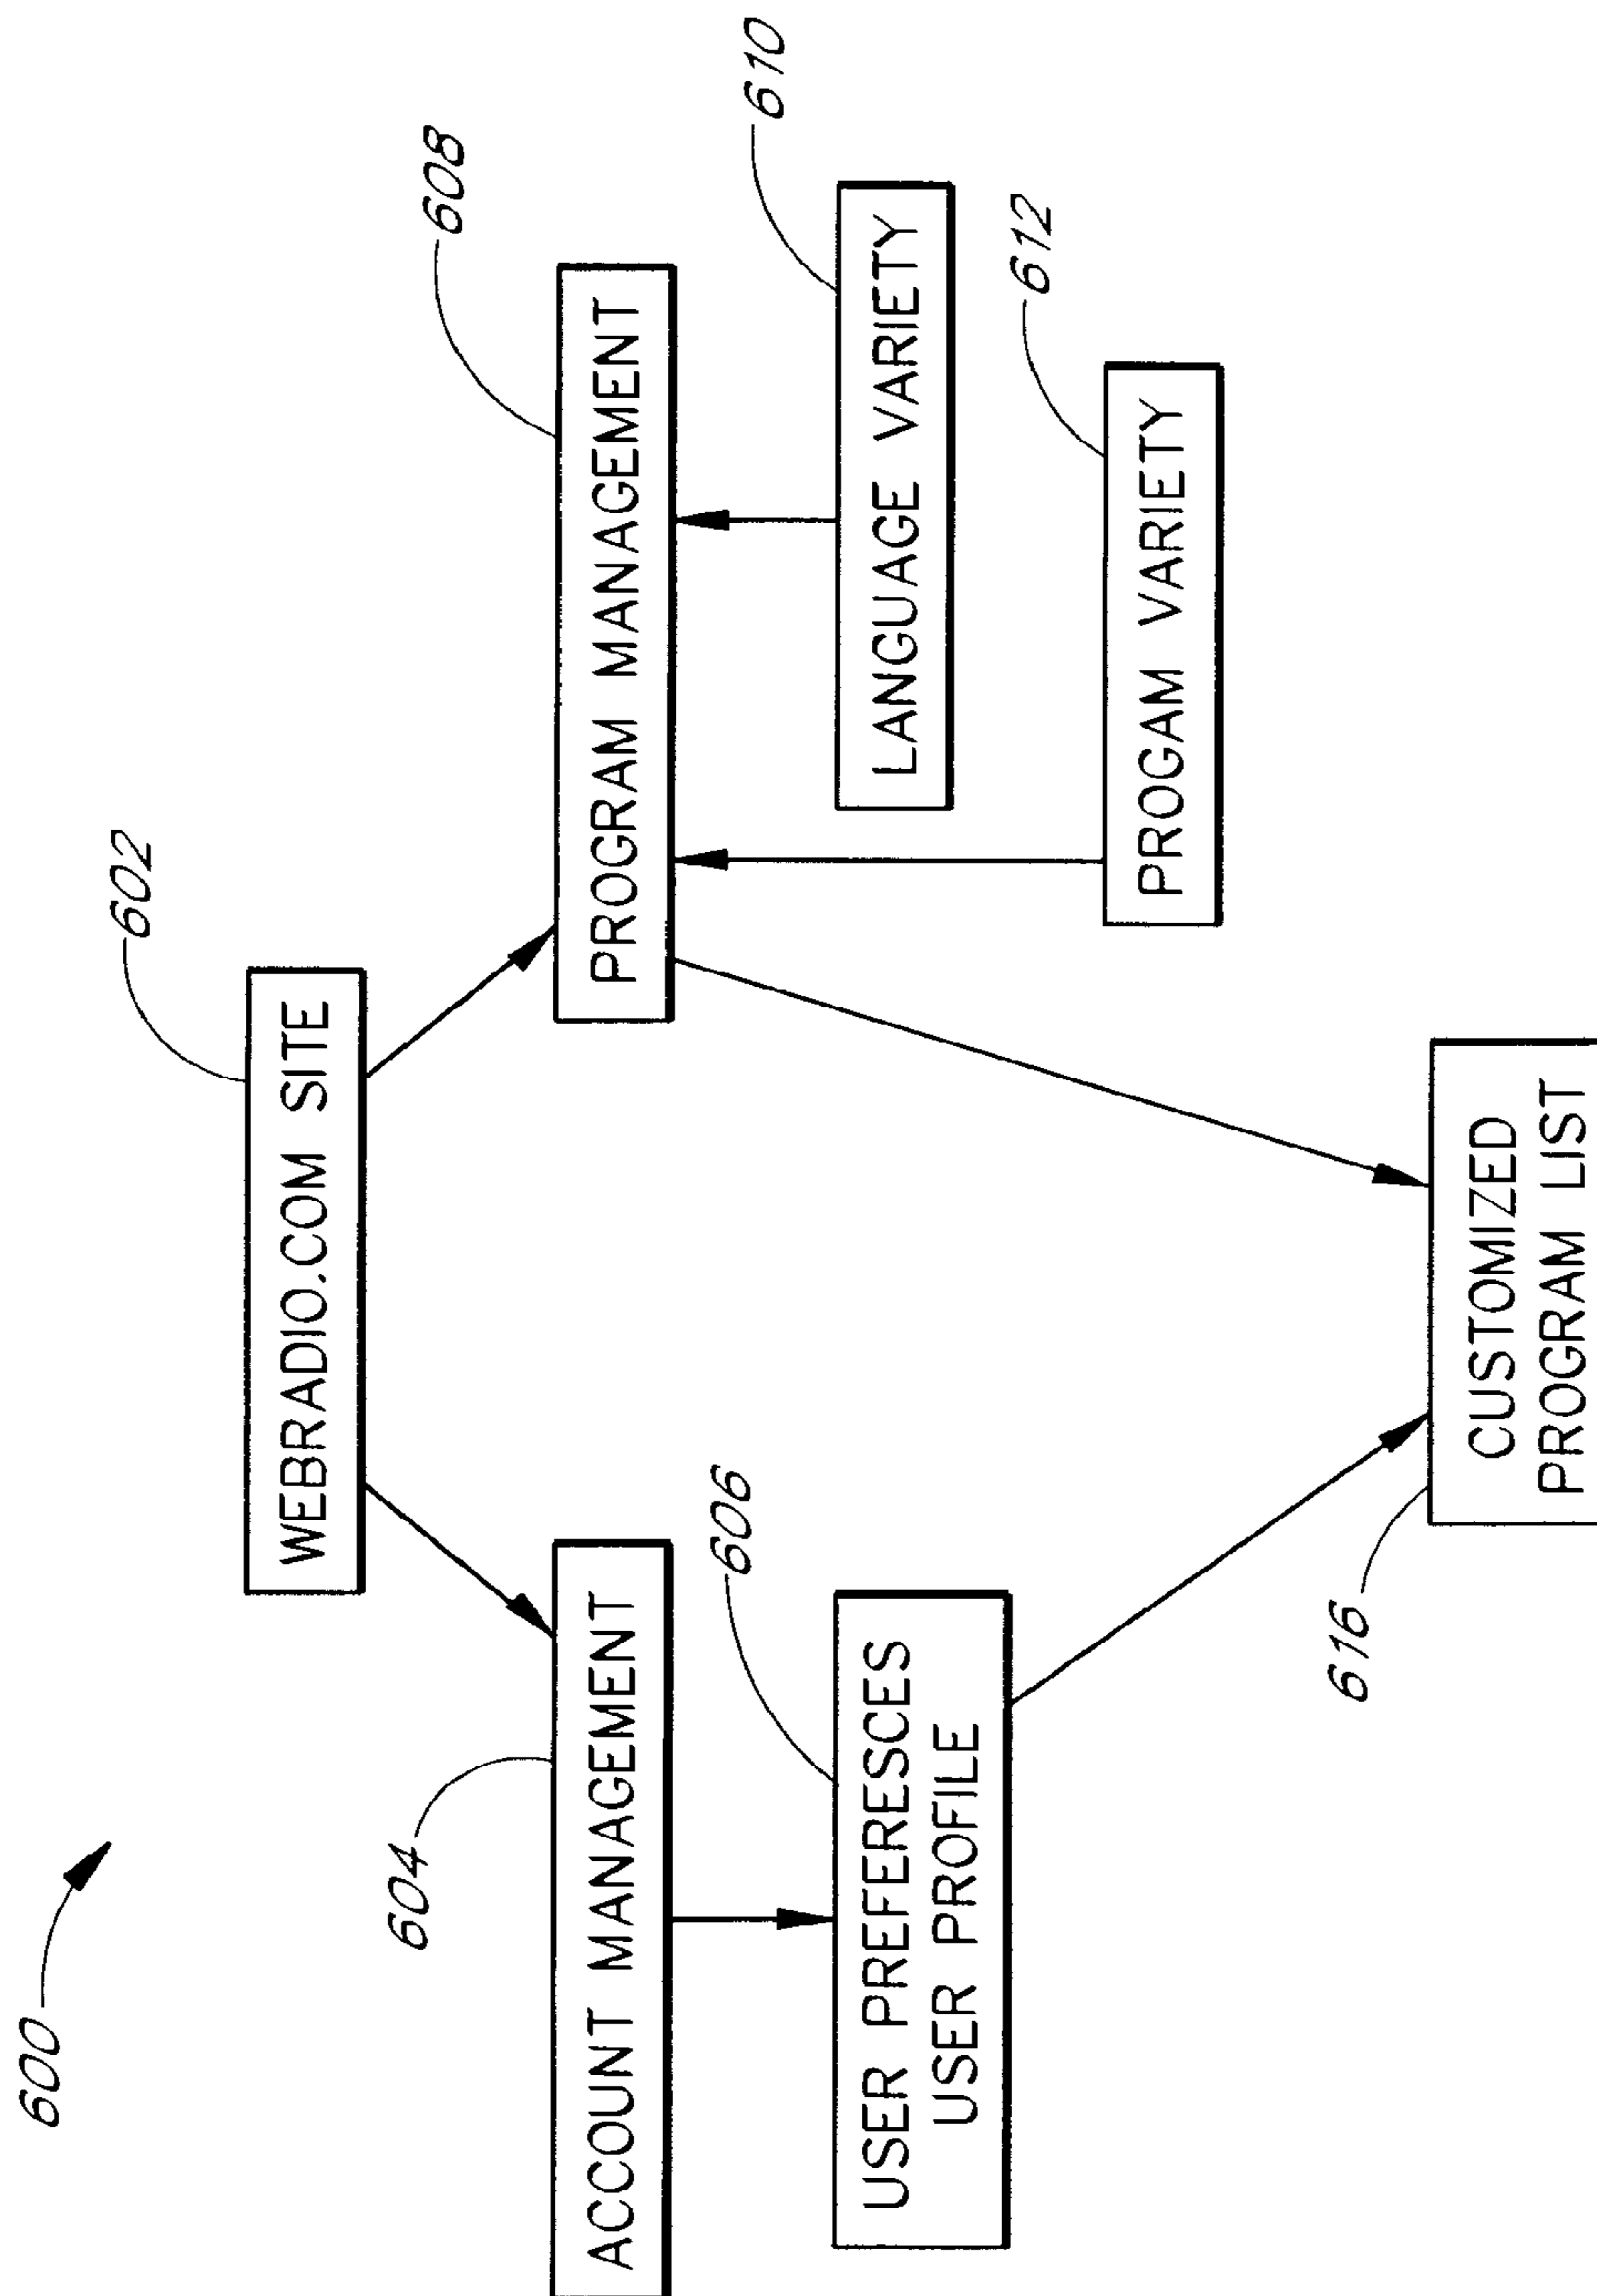 600
602
WEBRADIO.COM SITE
604
ACCOUNT MANAGEMENT
608
PROGRAM MANAGEMENT
606
USER PREFERESCES
USER PROFILE
610
LANGUAGE VARIETY
612
PROGAM VARIETY
616
CUSTOMIZED
PROGRAM LIST